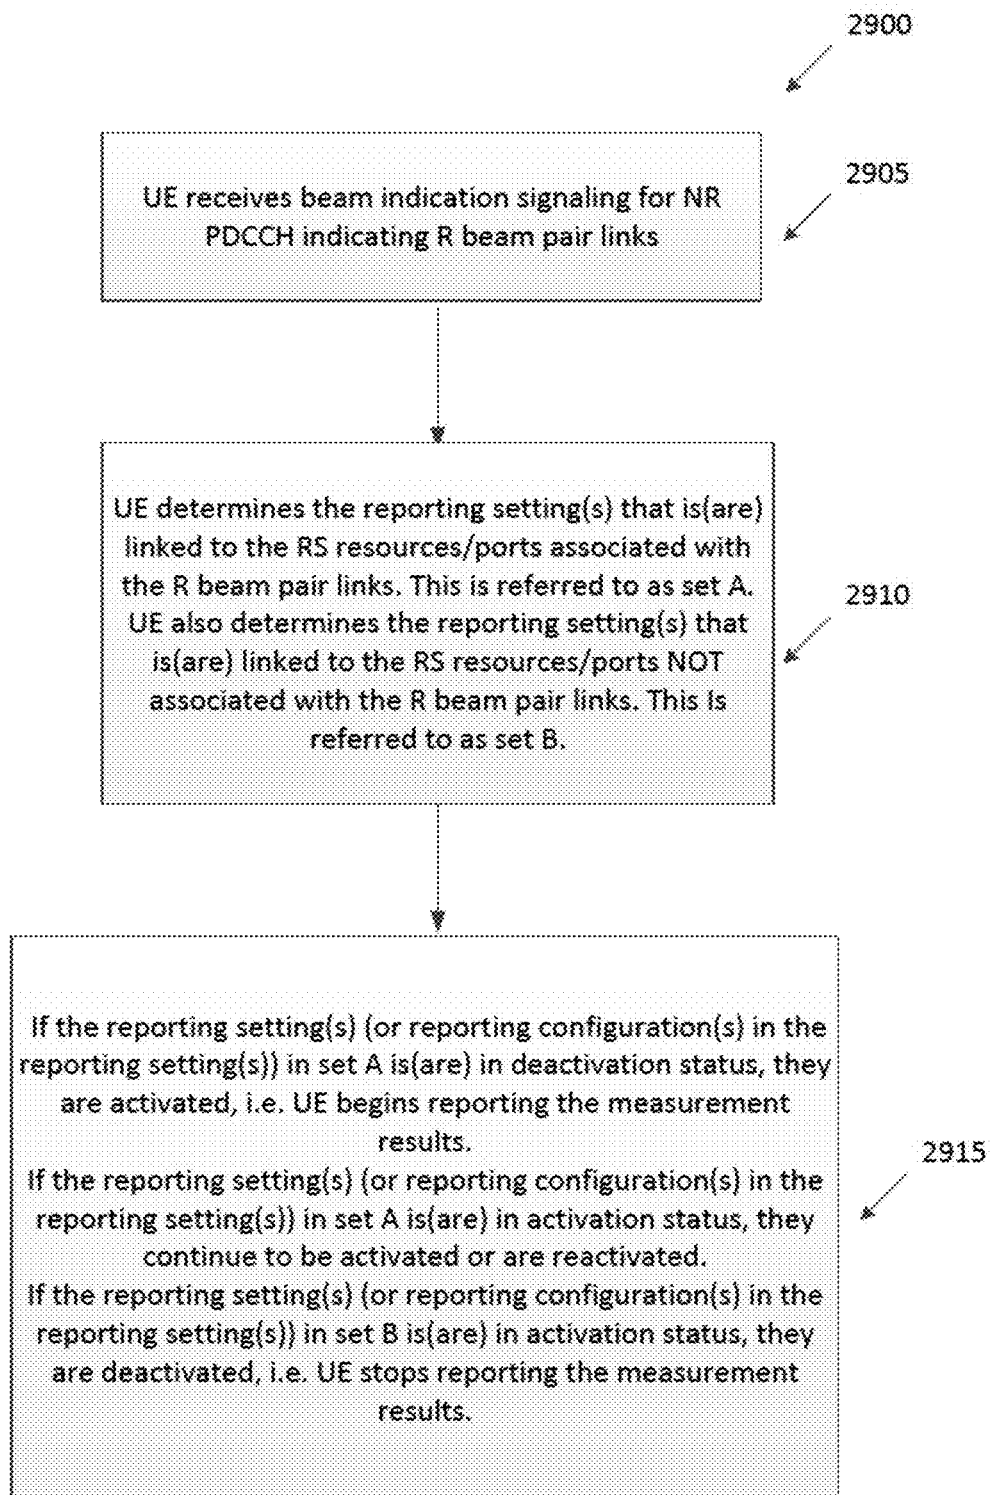 2900
UE receives beam indication signaling for NR
PDCCH indicating R beam pair links
2905
UE determines the reporting setting(s) that is(are)
linked to the RS resources/ports associated with
the R beam pair links. This is referred to as set A.
UE also determines the reporting setting(s) that
is(are) linked to the RS resources/ports NOT
associated with the R beam pair links. This Is
referred to as set B.
2910
If the reporting setting(s) (or reporting configuration(s) in the
reporting setting(s)) in set A is(are) in deactivation status, they
are activated, i.e. UE begins reporting the measurement
results.
If the reporting setting(s) (or reporting configuration(s) in the
reporting setting(s)) in set A is(are) in activation status, they
continue to be activated or are reactivated.
If the reporting setting(s) (or reporting configuration(s) in the
reporting setting(s)) in set B is(are) in activation status, they
are deactivated, i.e. UE stops reporting the measurement
results.
2915